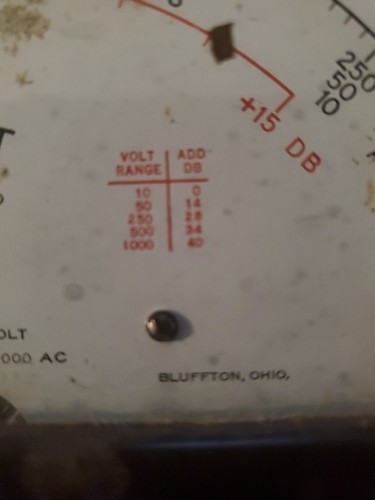 250
50
10
+15 DB
VOLT ADD
RANGE DB
10 0
50 14
250 28
500 34
1000 40
OLT
000 AC
BLUFFTON, OHIO,